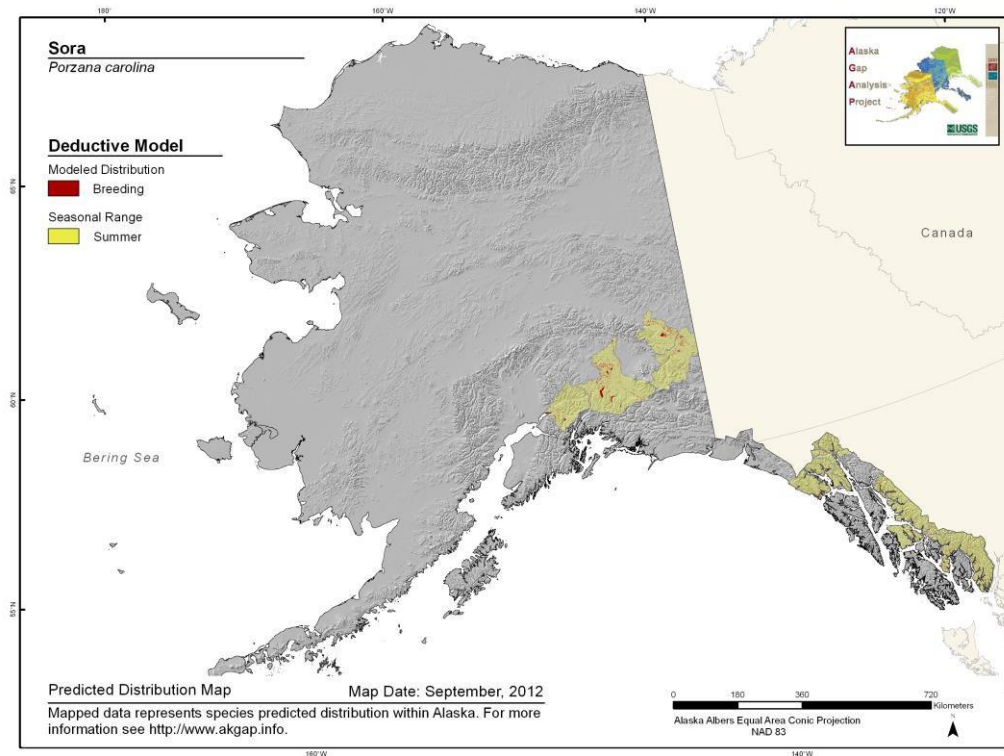 180°
160°W
140°W
120°W
Sora
Porzana carolina
Deductive Model
Modeled Distribution
Breeding
Seasonal Range
Summer
Alaska
Gap
Analysis
Project
USGS
65°N
60°N
55°N
Canada
Bering Sea
Predicted Distribution Map
Map Date: September, 2012
Mapped data represents species predicted distribution within Alaska. For more
information see http://www.akgap.info.
0 180 360 720
Kilometers
Alaska Albers Equal Area Conic Projection
NAD 83
N
160°W
140°W